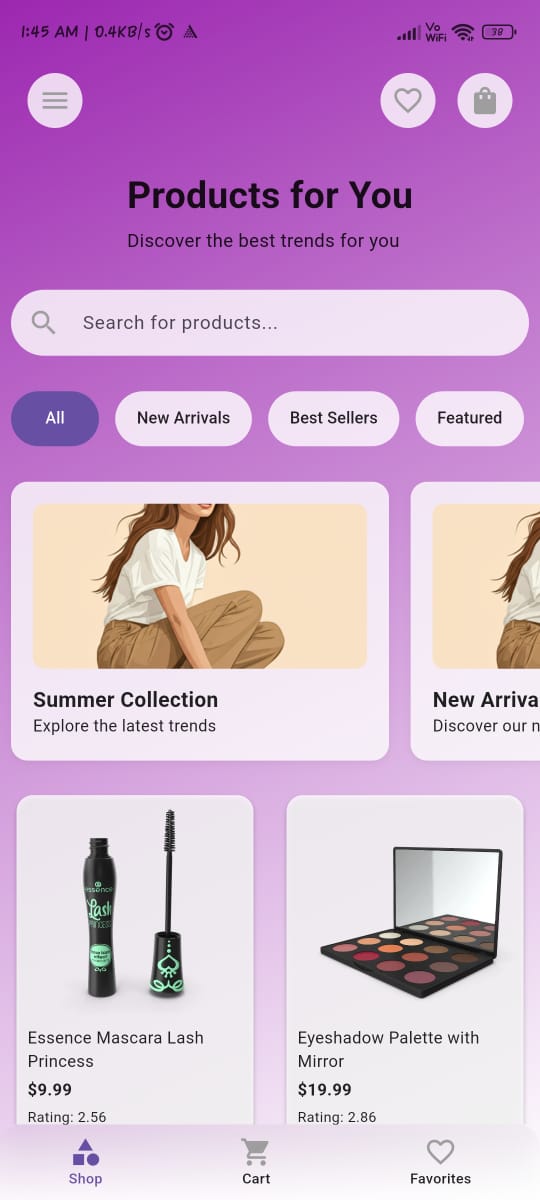 1:45 AM | 0.4KB/s
Vo
WiFi
38
Products for You
Discover the best trends for you
Search for products...
All
New Arrivals
Best Sellers
Featured
Summer Collection
Explore the latest trends
New Arriva
Discover our n
essence
Lash
PRINCESS
Essence Mascara Lash
Princess
$9.99
Rating: 2.56
Eyeshadow Palette with
Mirror
$19.99
Rating: 2.86
Shop
Cart
Favorites